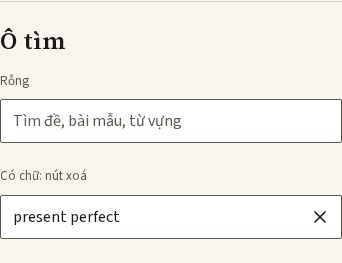 Ô tìm
Rỗng
Tìm đề, bài mẫu, từ vựng
Có chữ: nút xoá
present perfect